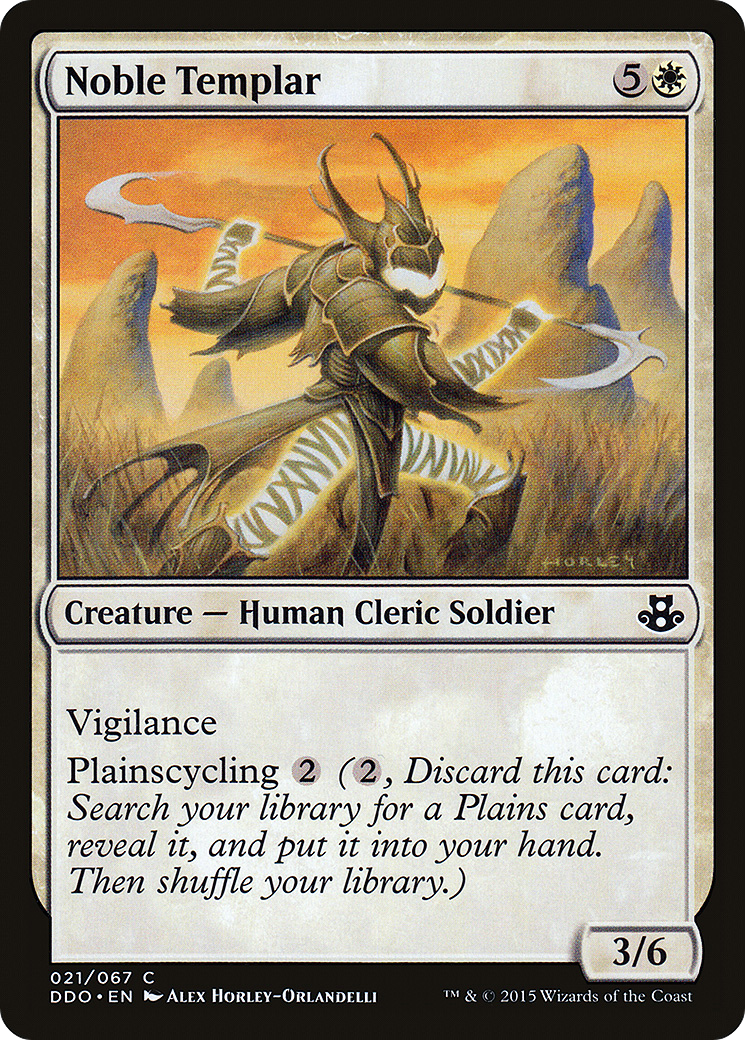 Noble Templar 5
HORLEY
Creature — Human Cleric Soldier
Vigilance
Plainscycling 2 (2, Discard this card:
Search your library for a Plains card,
reveal it, and put it into your hand.
Then shuffle your library.)
3/6
021/067 C
DDO • EN Alex Horley-Orlandelli ™ & © 2015 Wizards of the Coast